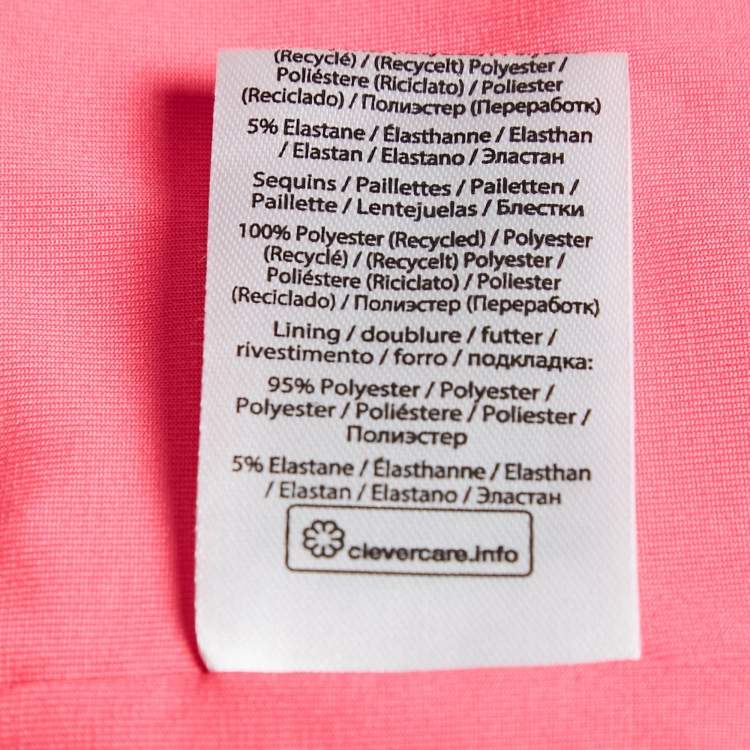 (Recyclé) / (Recycelt) Polyester /
Poliéstere (Riciclato) / Poliester
(Reciclado) / Полиэстер (Переработк)
5% Elastane / Élasthanne / Elasthan
/ Elastan / Elastano / Эластан
Sequins / Paillettes / Pailetten /
Paillette / Lentejuelas / Блестки
100% Polyester (Recycled) / Polyester
(Recyclé) / (Recycelt) Polyester /
Poliéstere (Riciclato) / Poliester
(Reciclado) / Полиэстер (Переработк)
Lining / doublure / futter /
rivestimento / forro / подкладка:
95% Polyester / Polyester /
Polyester / Poliéstere / Poliester /
Полиэстер
5% Elastane / Élasthanne / Elasthan
/ Elastan / Elastano / Эластан
clevercare.info